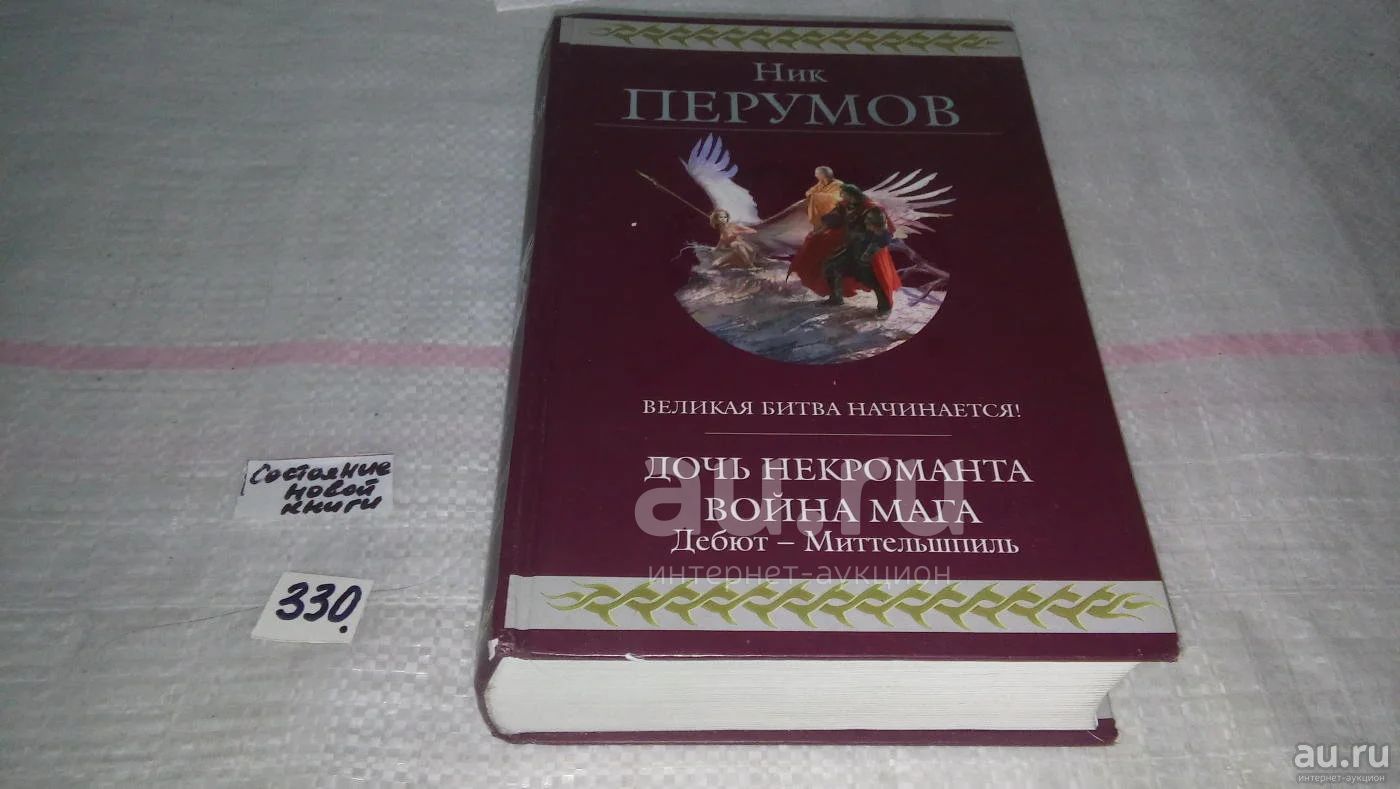 Ник
ПЕРУМОВ
ВЕЛИКАЯ БИТВА НАЧИНАЕТСЯ!
ДОЧЬ НЕКРОМАНТА
ВОЙНА МАГА
Дебют – Миттельшпиль
au.ru
интернет-аукцион
Состояние
новой
книги
330.
au.ru
интернет-аукцион